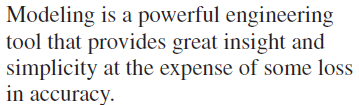 Modeling is a powerful engineering
tool that provides great insight and
simplicity at the expense of some loss
in accuracy.